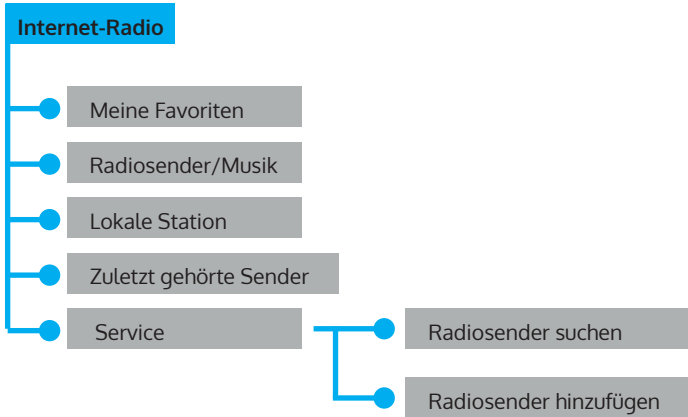 Internet-Radio
Meine Favoriten
Radiosender/Musik
Lokale Station
Zuletzt gehörte Sender
Service
Radiosender suchen
Radiosender hinzufügen